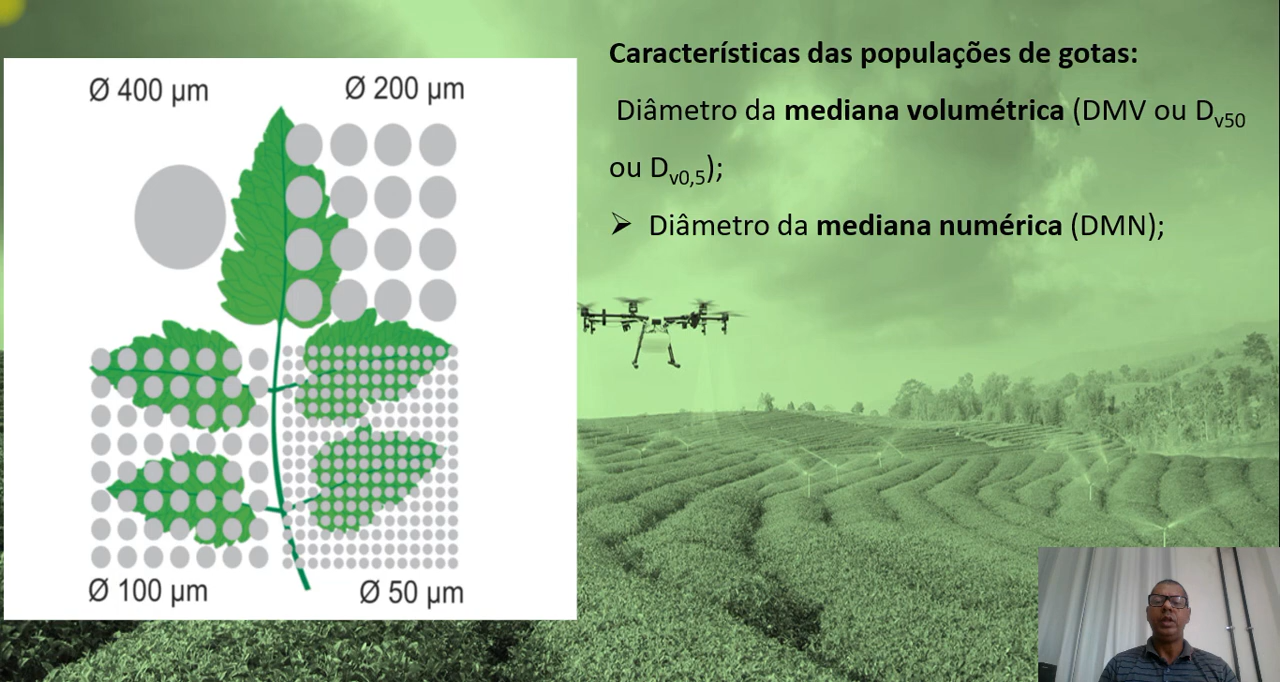 Ø 400 µm
Ø 200 µm
Ø 100 µm
Ø 50 µm
Características das populações de gotas:
Diâmetro da mediana volumétrica (DMV ou Dv50
ou Dv0,5);
➢ Diâmetro da mediana numérica (DMN);